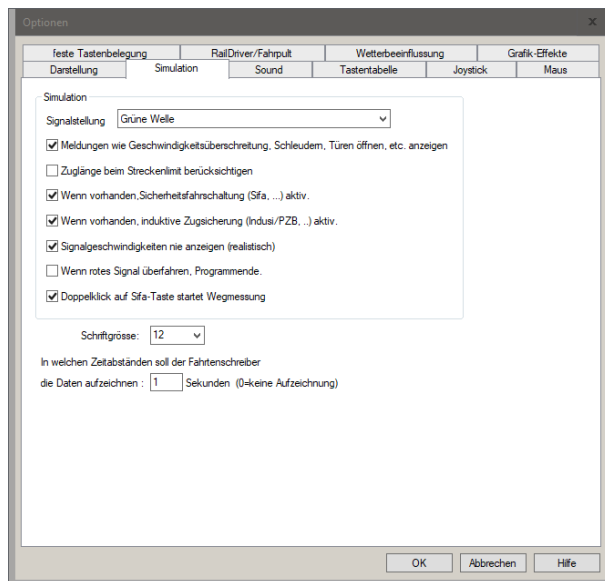 Optionen
x
feste Tastenbelegung RailDriver/Fahrpult Wetterbeeinflussung Grafik-Effekte
Darstellung Simulation Sound Tastentabelle Joystick Maus
Simulation
Signalstellung Grüne Welle
Meldungen wie Geschwindigkeitsüberschreitung, Schleudern, Türen öffnen, etc. anzeigen
Zuglänge beim Streckenlimit berücksichtigen
Wenn vorhanden,Sicherheitsfahrschaltung (Sifa, ...) aktiv.
Wenn vorhanden, induktive Zugsicherung (Indusi/PZB, ..) aktiv.
Signalgeschwindigkeiten nie anzeigen (realistisch)
Wenn rotes Signal überfahren, Programmende.
Doppelklick auf Sifa-Taste startet Wegmessung
Schriftgrösse: 12
In welchen Zeitabständen soll der Fahrtenschreiber
die Daten aufzeichnen : 1 Sekunden (0=keine Aufzeichnung)
OK Abbrechen Hilfe